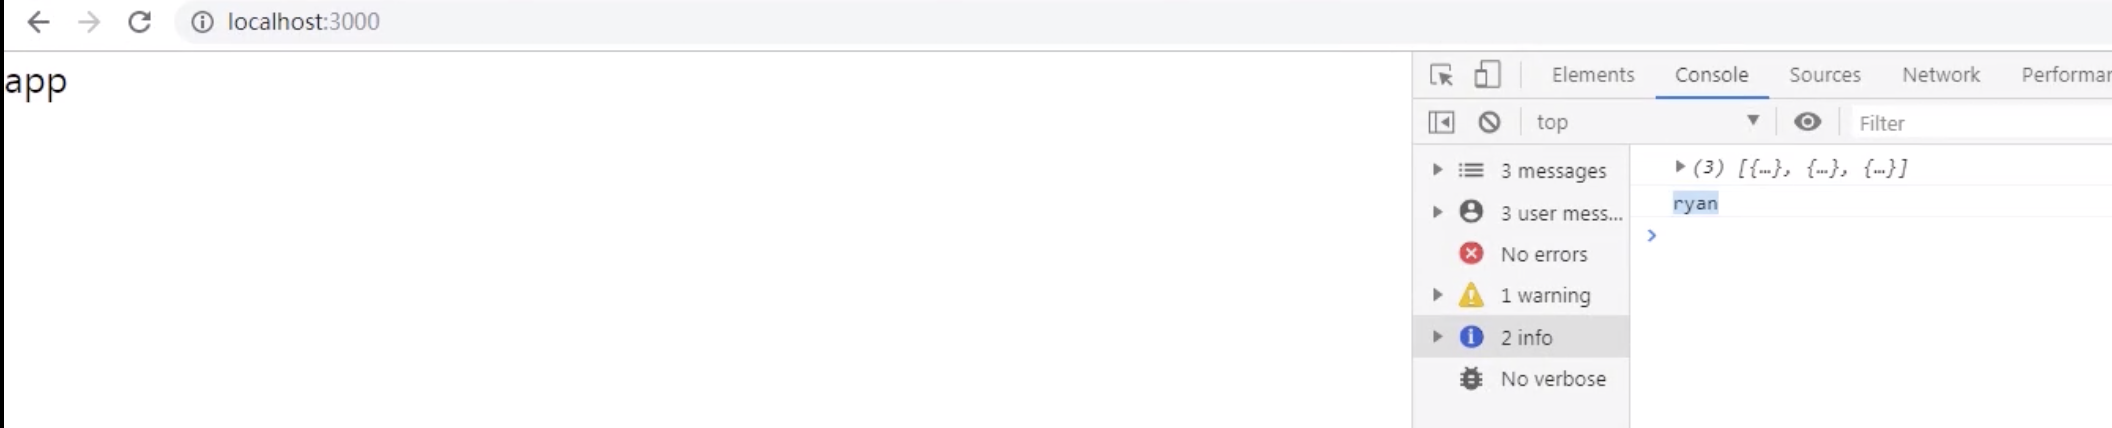 localhost:3000
app
Elements Console Sources Network Performar
top Filter
3 messages
3 user mess...
No errors
1 warning
2 info
No verbose
(3) [{…}, {…}, {…}]
ryan